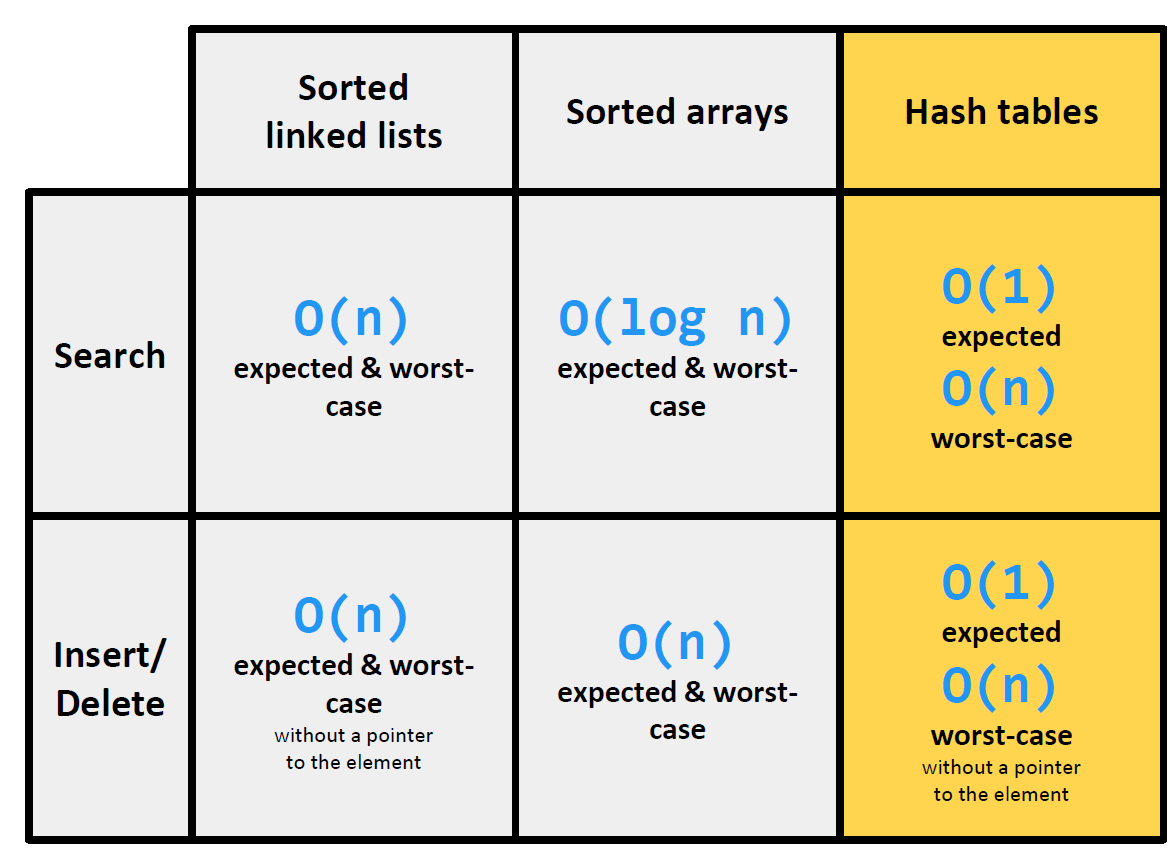 Sorted
linked lists
Sorted arrays
Hash tables
Search
O(n)
expected & worst-
case
O(log n)
expected & worst-
case
O(1)
expected
O(n)
worst-case
Insert/
Delete
O(n)
expected & worst-
case
without a pointer
to the element
O(n)
expected & worst-
case
O(1)
expected
O(n)
worst-case
without a pointer
to the element